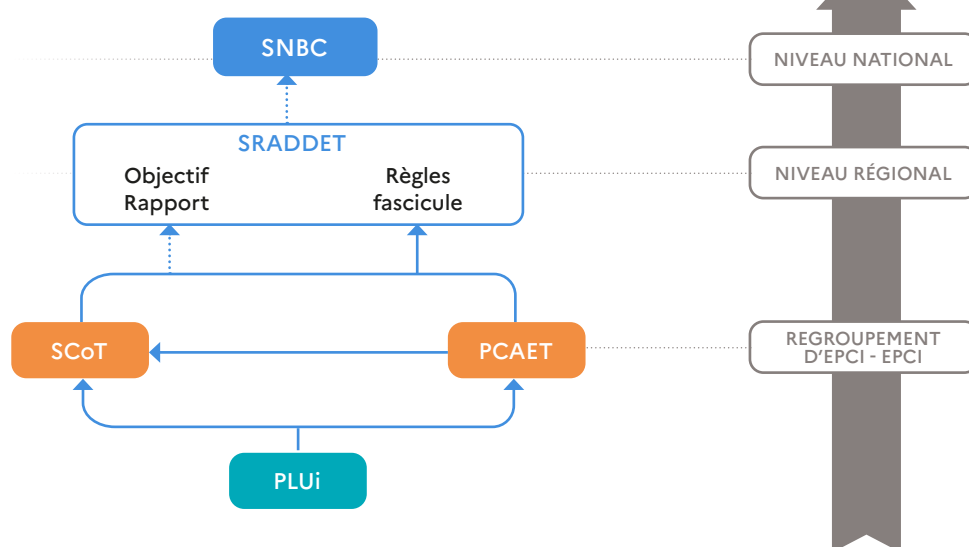 SNBC
NIVEAU NATIONAL
SRADDET
Objectif
Rapport
Règles
fascicule
NIVEAU RÉGIONAL
SCoT
PCAET
REGROUPEMENT
D'EPCI - EPCI
PLUi